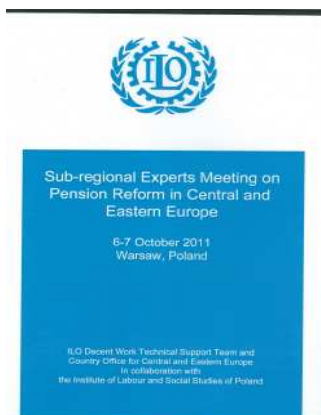 ILO
Sub-regional Experts Meeting on
Pension Reform in Central and
Eastern Europe
6-7 October 2011
Warsaw, Poland
ILO Decent Work Technical Support Team and
Country Office for Central and Eastern Europe
In collaboration with
the Institute of Labour and Social Studies of Poland